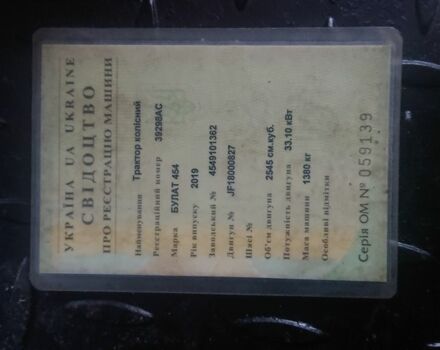 УКРАЇНА UA UKRAINE
СВІДОЦТВО
ПРО РЕЄСТРАЦІЮ МАШИНИ
Найменування Трактор колісний
Реєстраційний номер 39298АС
Марка БУЛАТ 454
Рік випуску 2019
Заводський № 4549101362
Двигун № JF18000827
Шасі №
Об'єм двигуна 2545 см.куб.
Потужність двигуна 33,10 кВт
Маса машини 1380 кг
Особливі відмітки
Серія ОМ № 059139